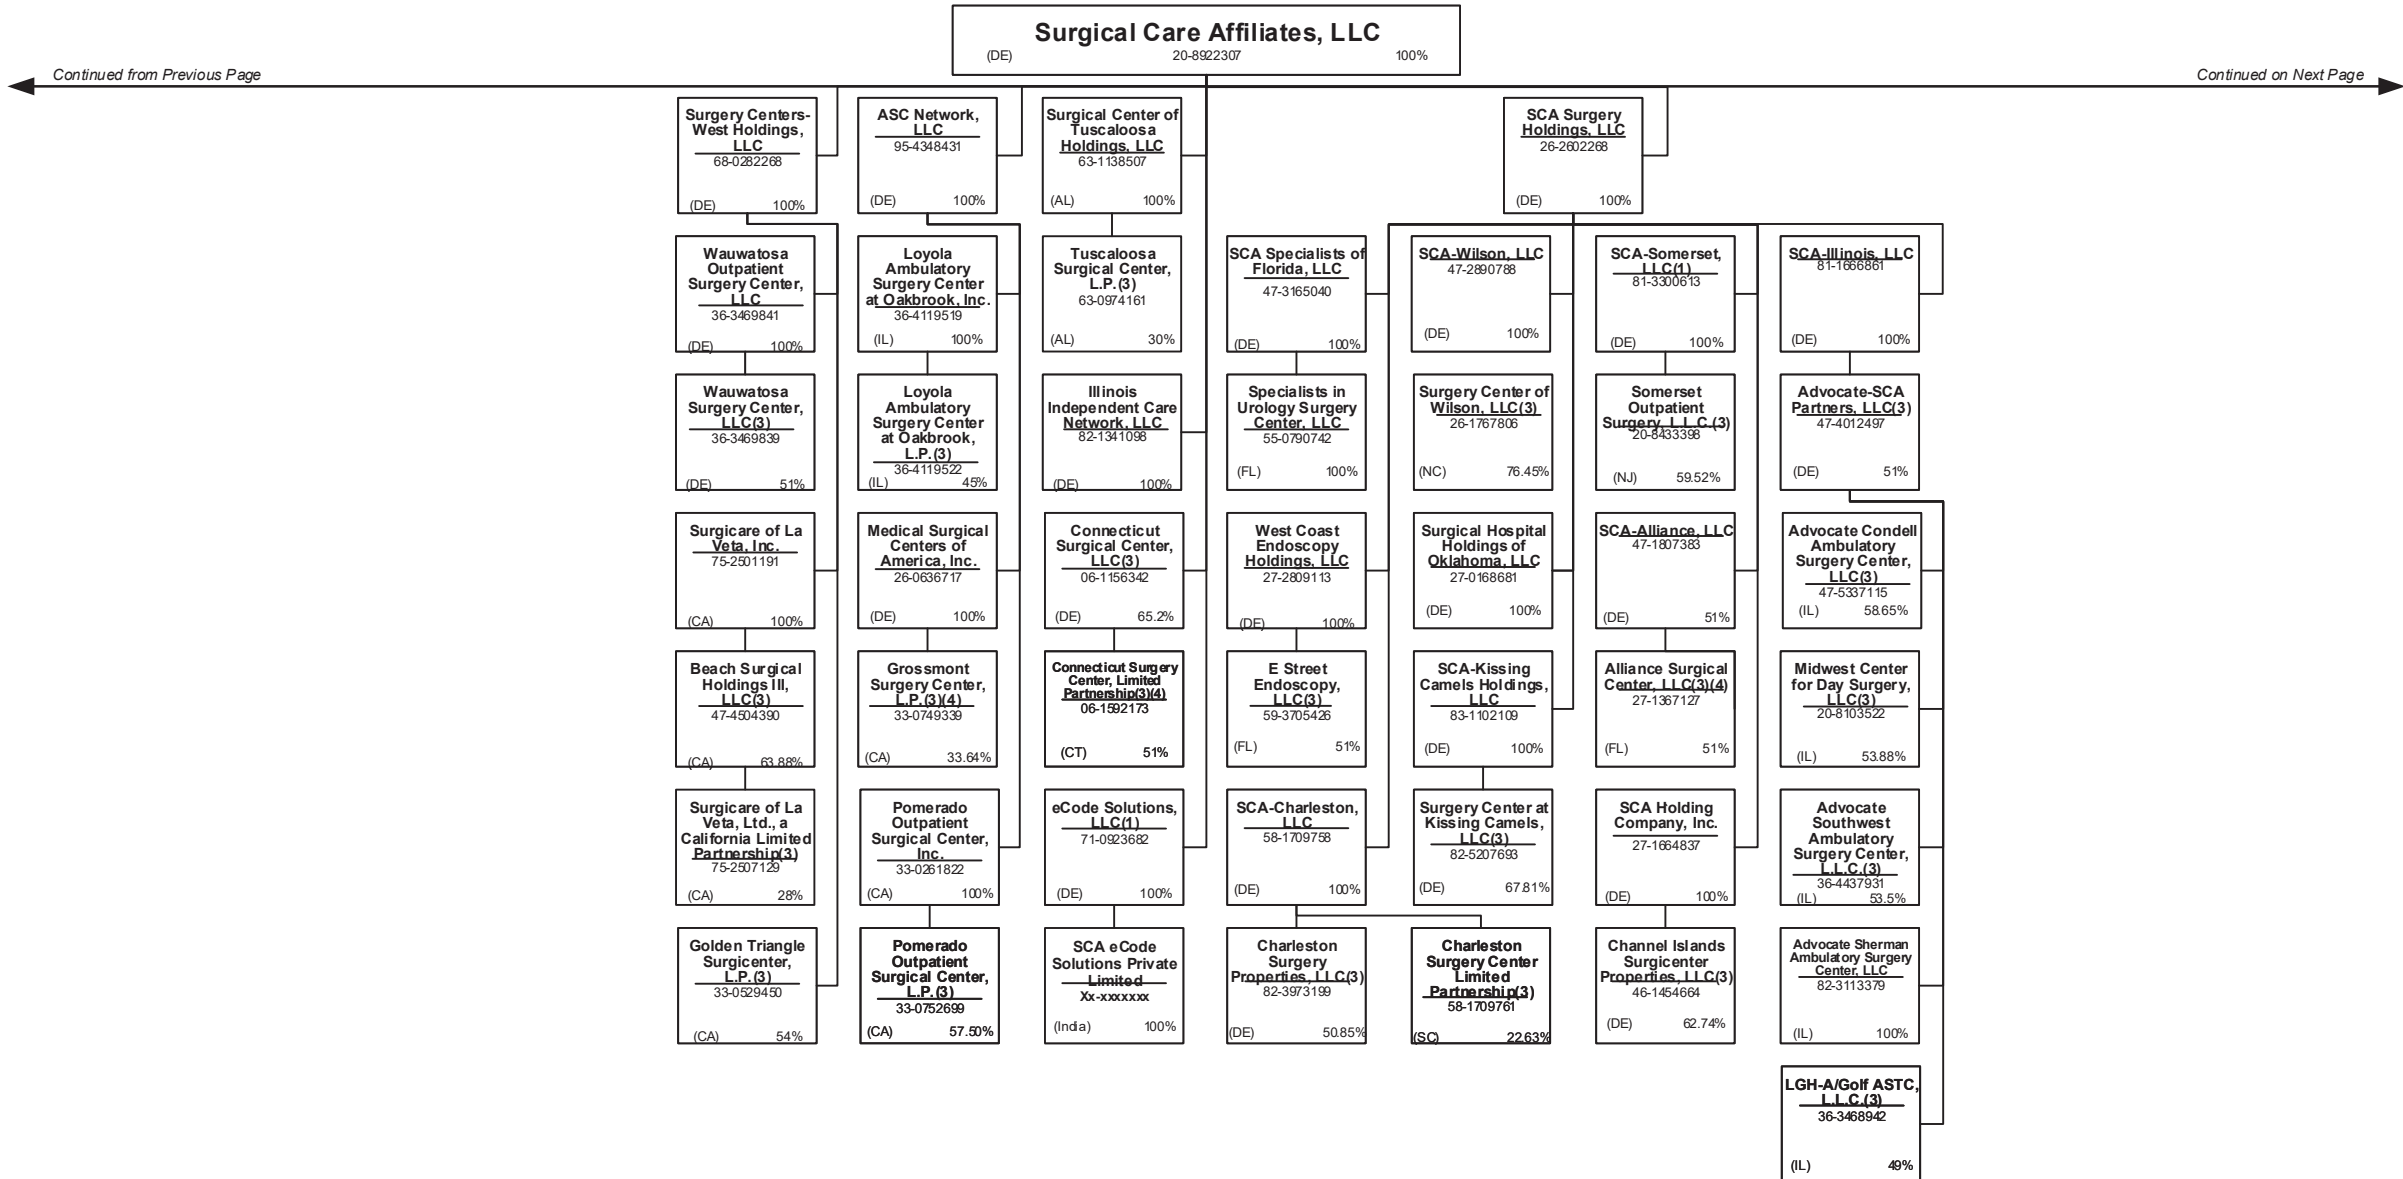 Surgical Care Affiliates, LLC
(DE) 20-8922307 100%
Continued from Previous Page
Continued on Next Page
Surgery Centers-
West Holdings,
LLC
68-0282268
(DE) 100%
ASC Network,
LLC
95-4348431
(DE) 100%
Surgical Center of
Tuscaloosa
Holdings, LLC
63-1138507
(AL) 100%
SCA Surgery
Holdings, LLC
26-2602268
(DE) 100%
Wauwatosa
Outpatient
Surgery Center,
LLC
36-3469841
(DE) 100%
Loyola
Ambulatory
Surgery Center
at Oakbrook, Inc.
36-4119519
(IL) 100%
Tuscaloosa
Surgical Center,
L.P.(3)
63-0974161
(AL) 30%
SCA Specialists of
Florida, LLC
47-3165040
(DE) 100%
SCA-Wilson, LLC
47-2890788
(DE) 100%
SCA-Somerset,
LLC(1)
81-3300613
(DE) 100%
SCA-Illinois, LLC
81-1666861
(DE) 100%
Wauwatosa
Surgery Center,
LLC(3)
36-3469839
(DE) 51%
Loyola
Ambulatory
Surgery Center
at Oakbrook,
L.P.(3)
36-4119522
(IL) 45%
Illinois
Independent Care
Network, LLC
82-1341098
(DE) 100%
Specialists in
Urology Surgery
Center, LLC
55-0790742
(FL) 100%
Surgery Center of
Wilson, LLC(3)
26-1767806
(NC) 76.45%
Somerset
Outpatient
Surgery, L.L.C.(3)
20-8433398
(NJ) 59.52%
Advocate-SCA
Partners, LLC(3)
47-4012497
(DE) 51%
Surgicare of La
Veta, Inc.
75-2501191
(CA) 100%
Medical Surgical
Centers of
America, Inc.
26-0636717
(DE) 100%
Connecticut
Surgical Center,
LLC(3)
06-1156342
(DE) 65.2%
West Coast
Endoscopy
Holdings, LLC
27-2809113
(DE) 100%
Surgical Hospital
Holdings of
Oklahoma, LLC
27-0168681
(DE) 100%
SCA-Alliance, LLC
47-1807383
(DE) 51%
Advocate Condell
Ambulatory
Surgery Center,
LLC(3)
47-5337115
(IL) 58.65%
Beach Surgical
Holdings III,
LLC(3)
47-4504390
(CA) 63.88%
Grossmont
Surgery Center,
L.P.(3)(4)
33-0749339
(CA) 33.64%
Connecticut Surgery
Center, Limited
Partnership(3)(4)
06-1592173
(CT) 51%
E Street
Endoscopy,
LLC(3)
59-3705426
(FL) 51%
SCA-Kissing
Camels Holdings,
LLC
83-1102109
(DE) 100%
Alliance Surgical
Center, LLC(3)(4)
27-1367127
(FL) 51%
Midwest Center
for Day Surgery,
LLC(3)
20-8103522
(IL) 53.88%
Surgicare of La
Veta, Ltd., a
California Limited
Partnership(3)
75-2507129
(CA) 28%
Pomerado
Outpatient
Surgical Center,
Inc.
33-0261822
(CA) 100%
eCode Solutions,
LLC(1)
71-0923682
(DE) 100%
SCA-Charleston,
LLC
58-1709758
(DE) 100%
Surgery Center at
Kissing Camels,
LLC(3)
82-5207693
(DE) 67.81%
SCA Holding
Company, Inc.
27-1664837
(DE) 100%
Advocate
Southwest
Ambulatory
Surgery Center,
L.L.C.(3)
36-4437931
(IL) 53.5%
Golden Triangle
Surgicenter,
L.P.(3)
33-0529450
(CA) 54%
Pomerado
Outpatient
Surgical Center,
L.P.(3)
33-0752699
(CA) 57.50%
SCA eCode
Solutions Private
Limited
Xx-xxxxxxx
(India) 100%
Charleston
Surgery
Properties, LLC(3)
82-3973199
(DE) 50.85%
Charleston
Surgery Center
Limited
Partnership(3)
58-1709761
(SC) 22.63%
Channel Islands
Surgicenter
Properties, LLC(3)
46-1454664
(DE) 62.74%
Advocate Sherman
Ambulatory Surgery
Center, LLC
82-3113379
(IL) 100%
LGH-A/Golf ASTC,
L.L.C.(3)
36-3468942
(IL) 49%